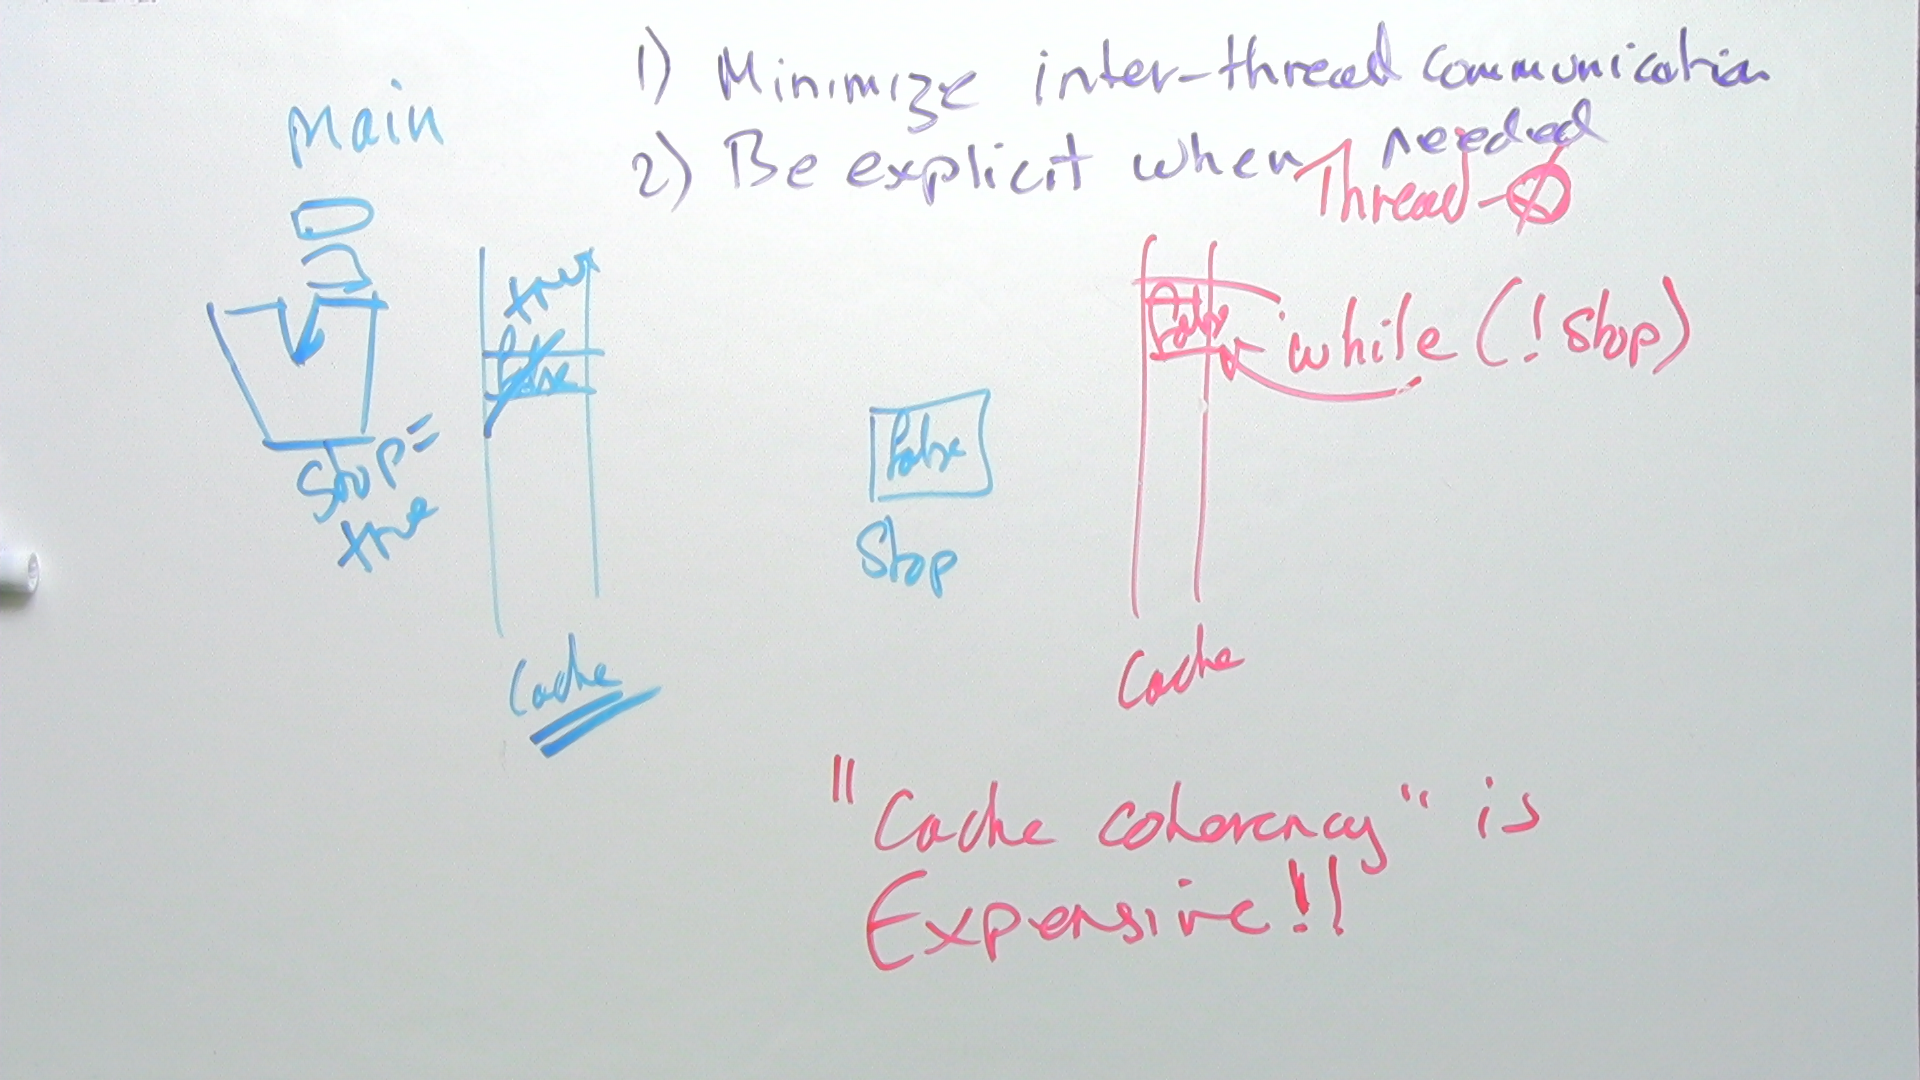 1) Minimize inter-thread communication
2) Be explicit when needed
Main
Thread-0
true
false
false
while (!stop)
stop=
true
false
Stop
Cache
Cache
"Cache coherency" is
Expensive!!